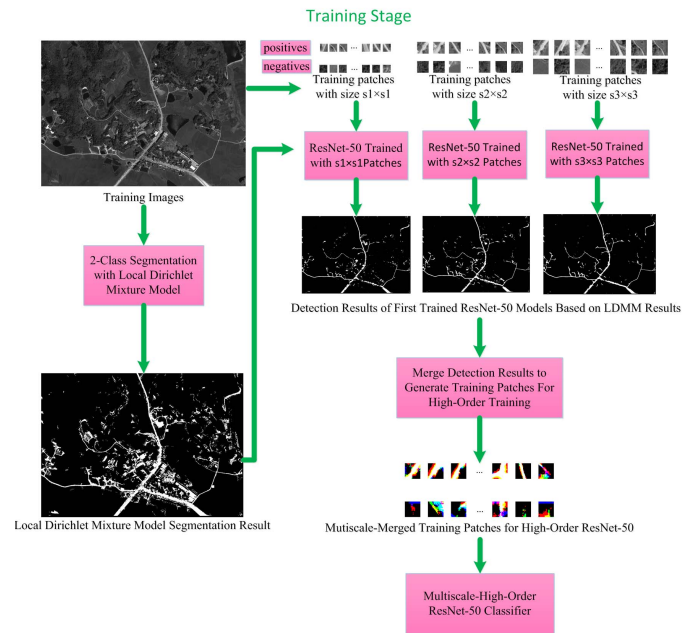 Training Stage
positives
...
...
...
negatives
...
...
...
Training patches
with size s1×s1
Training patches
with size s2×s2
Training patches
with size s3×s3
ResNet-50 Trained
with s1×s1Patches
ResNet-50 Trained
with s2×s2 Patches
ResNet-50 Trained
with s3×s3 Patches
Training Images
2-Class Segmentation
with Local Dirichlet
Mixture Model
Detection Results of First Trained ResNet-50 Models Based on LDMM Results
Merge Detection Results to
Generate Training Patches For
High-Order Training
...
...
Local Dirichlet Mixture Model Segmentation Result
Mutiscale-Merged Training Patches for High-Order ResNet-50
Multiscale-High-Order
ResNet-50 Classifier